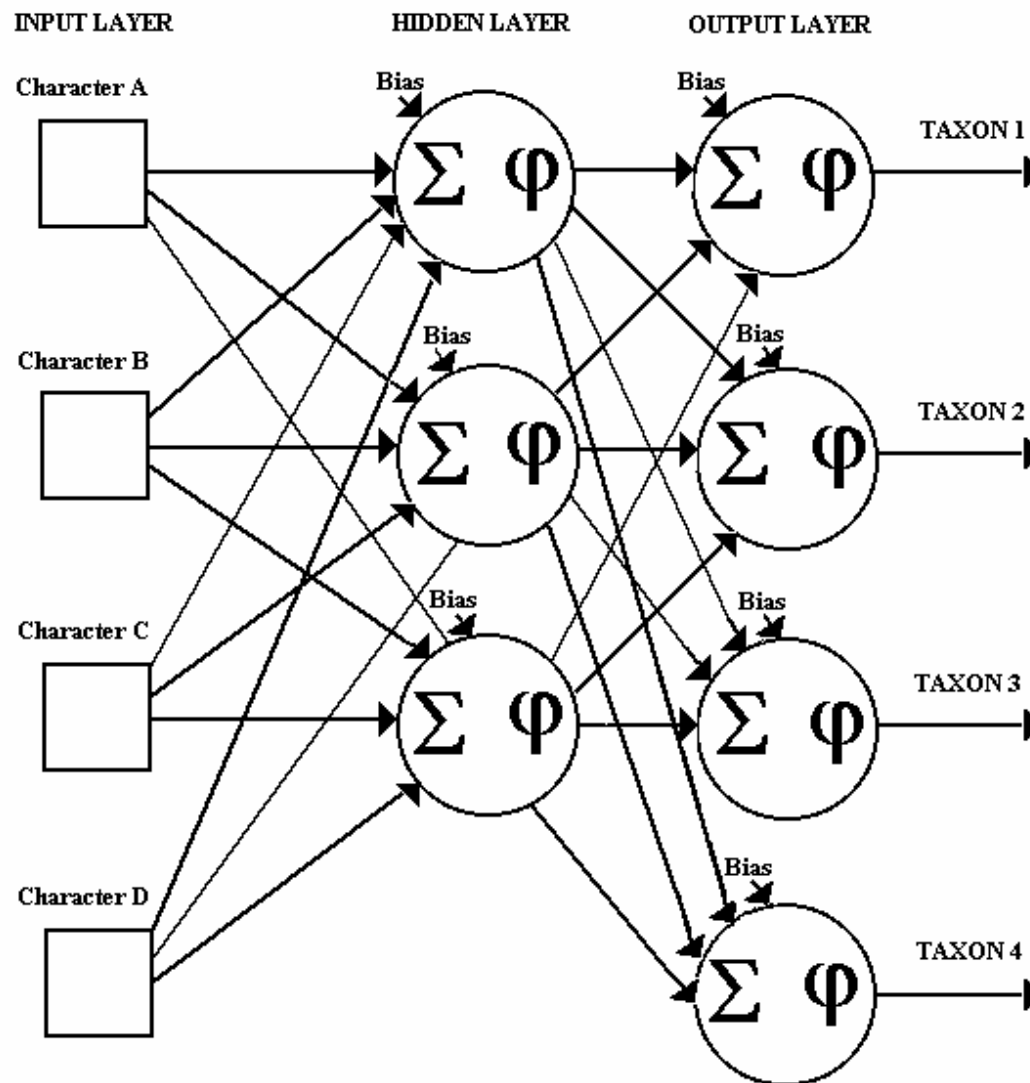 INPUT LAYER
HIDDEN LAYER
OUTPUT LAYER
Character A
Bias
Bias
Σ φ
Σ φ
TAXON 1
Character B
Bias
Bias
Σ φ
Σ φ
TAXON 2
Character C
Bias
Bias
Σ φ
Σ φ
TAXON 3
Character D
Bias
Σ φ
TAXON 4